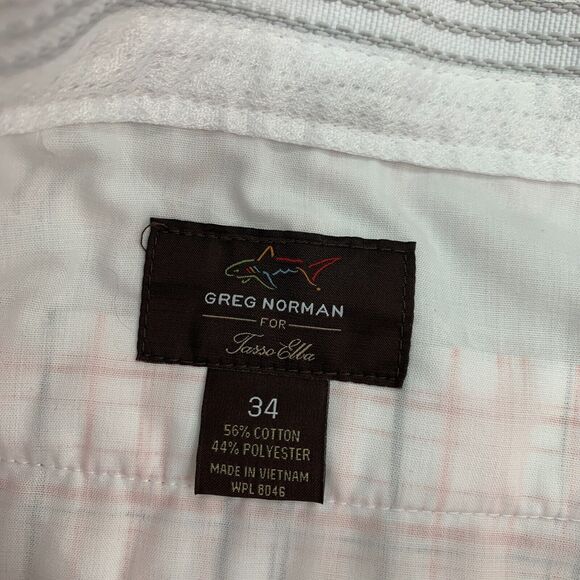 GREG NORMAN
FOR
Tasso Elba
34
56% COTTON
44% POLYESTER
MADE IN VIETNAM
WPL 8046